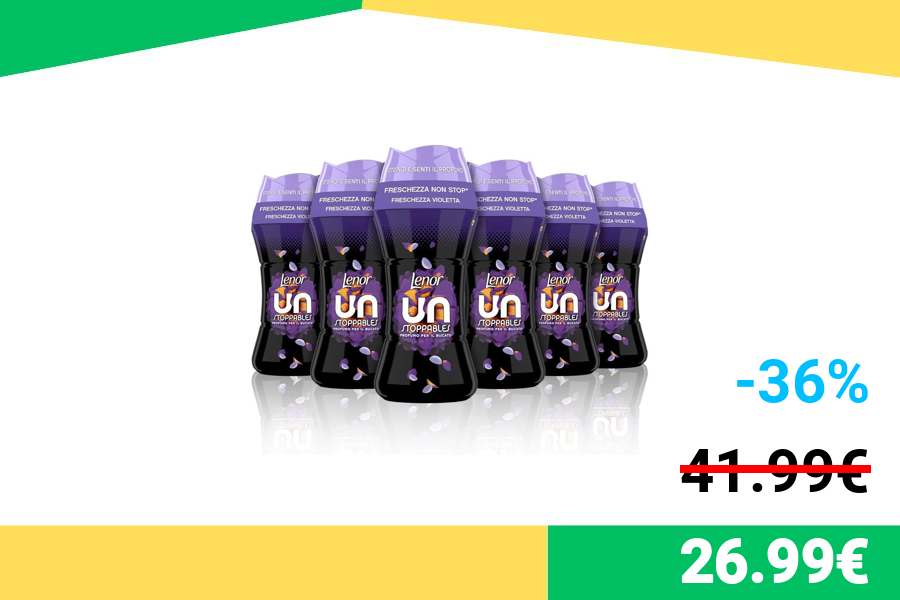 STRINGI E SENTI IL PROFUMO
FRESCHEZZA NON STOP*
FRESCHEZZA VIOLETTA
Lenor
UN
STOPPABLES
PROFUMO PER IL BUCATO
-36%
41.99€
26.99€